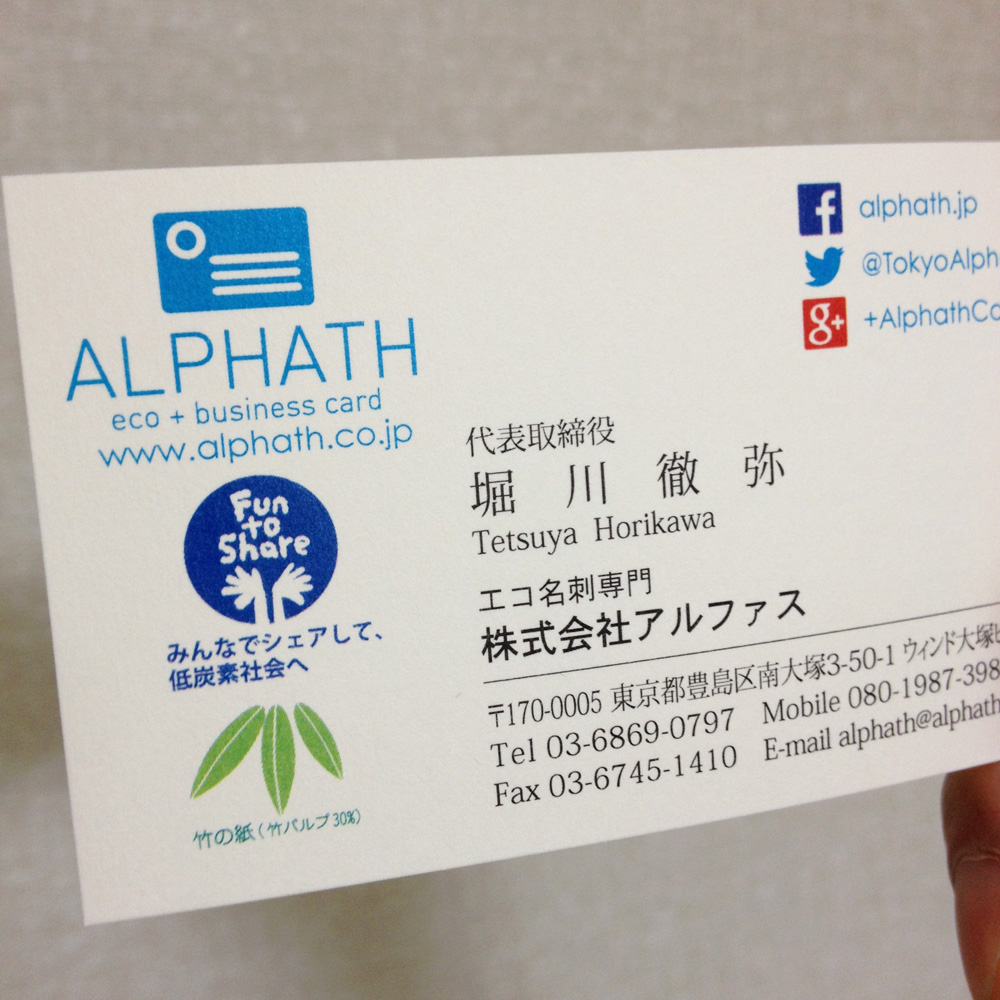 ALPHATH
eco + business card
www.alphath.co.jp
Fun
to
Share
みんなでシェアして、
低炭素社会へ
竹の紙(竹パルプ30%)
f alphath.jp
@TokyoAlph
g+ +AlphathCo
代表取締役
堀川徹弥
Tetsuya Horikawa
エコ名刺専門
株式会社アルファス
〒170-0005 東京都豊島区南大塚3-50-1 ウィンド大塚ビ
Tel 03-6869-0797 Mobile 080-1987-398
Fax 03-6745-1410 E-mail alphath@alphath